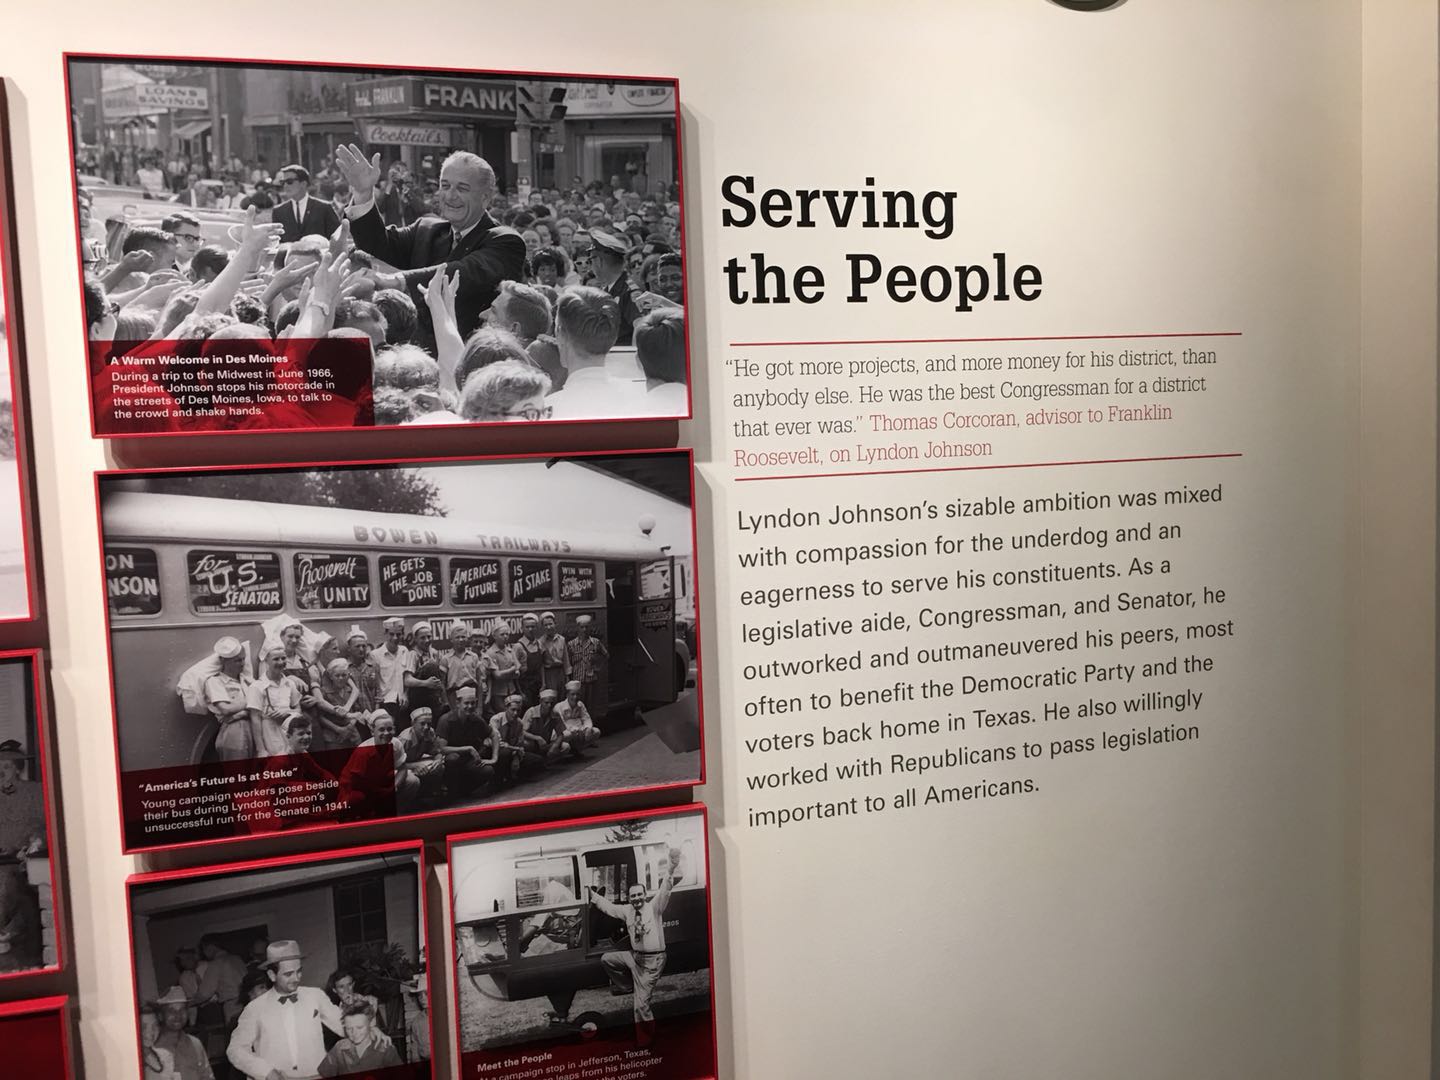 LOANS
SAVINGS
FRANKLIN
FRANK
Cocktails
A Warm Welcome in Des Moines
During a trip to the Midwest in June 1966,
President Johnson stops his motorcade in
the streets of Des Moines, Iowa, to talk to
the crowd and shake hands.
BOWEN TRAILWAYS
ON
NSON
for
U.S.
SENATOR
Roosevelt
and UNITY
HE GETS
THE JOB
DONE
AMERICAS
FUTURE
IS
AT STAKE
WIN WITH
JOHNSON
LYNDON JOHNSON
"America's Future Is at Stake"
Young campaign workers pose beside
their bus during Lyndon Johnson's
unsuccessful run for the Senate in 1941.
Meet the People
campaign stop in Jefferson, Texas,
leaps from his helicopter
voters.
Serving
the People
"He got more projects, and more money for his district, than
anybody else. He was the best Congressman for a district
that ever was." Thomas Corcoran, advisor to Franklin
Roosevelt, on Lyndon Johnson
Lyndon Johnson's sizable ambition was mixed
with compassion for the underdog and an
eagerness to serve his constituents. As a
legislative aide, Congressman, and Senator, he
outworked and outmaneuvered his peers, most
often to benefit the Democratic Party and the
voters back home in Texas. He also willingly
worked with Republicans to pass legislation
important to all Americans.